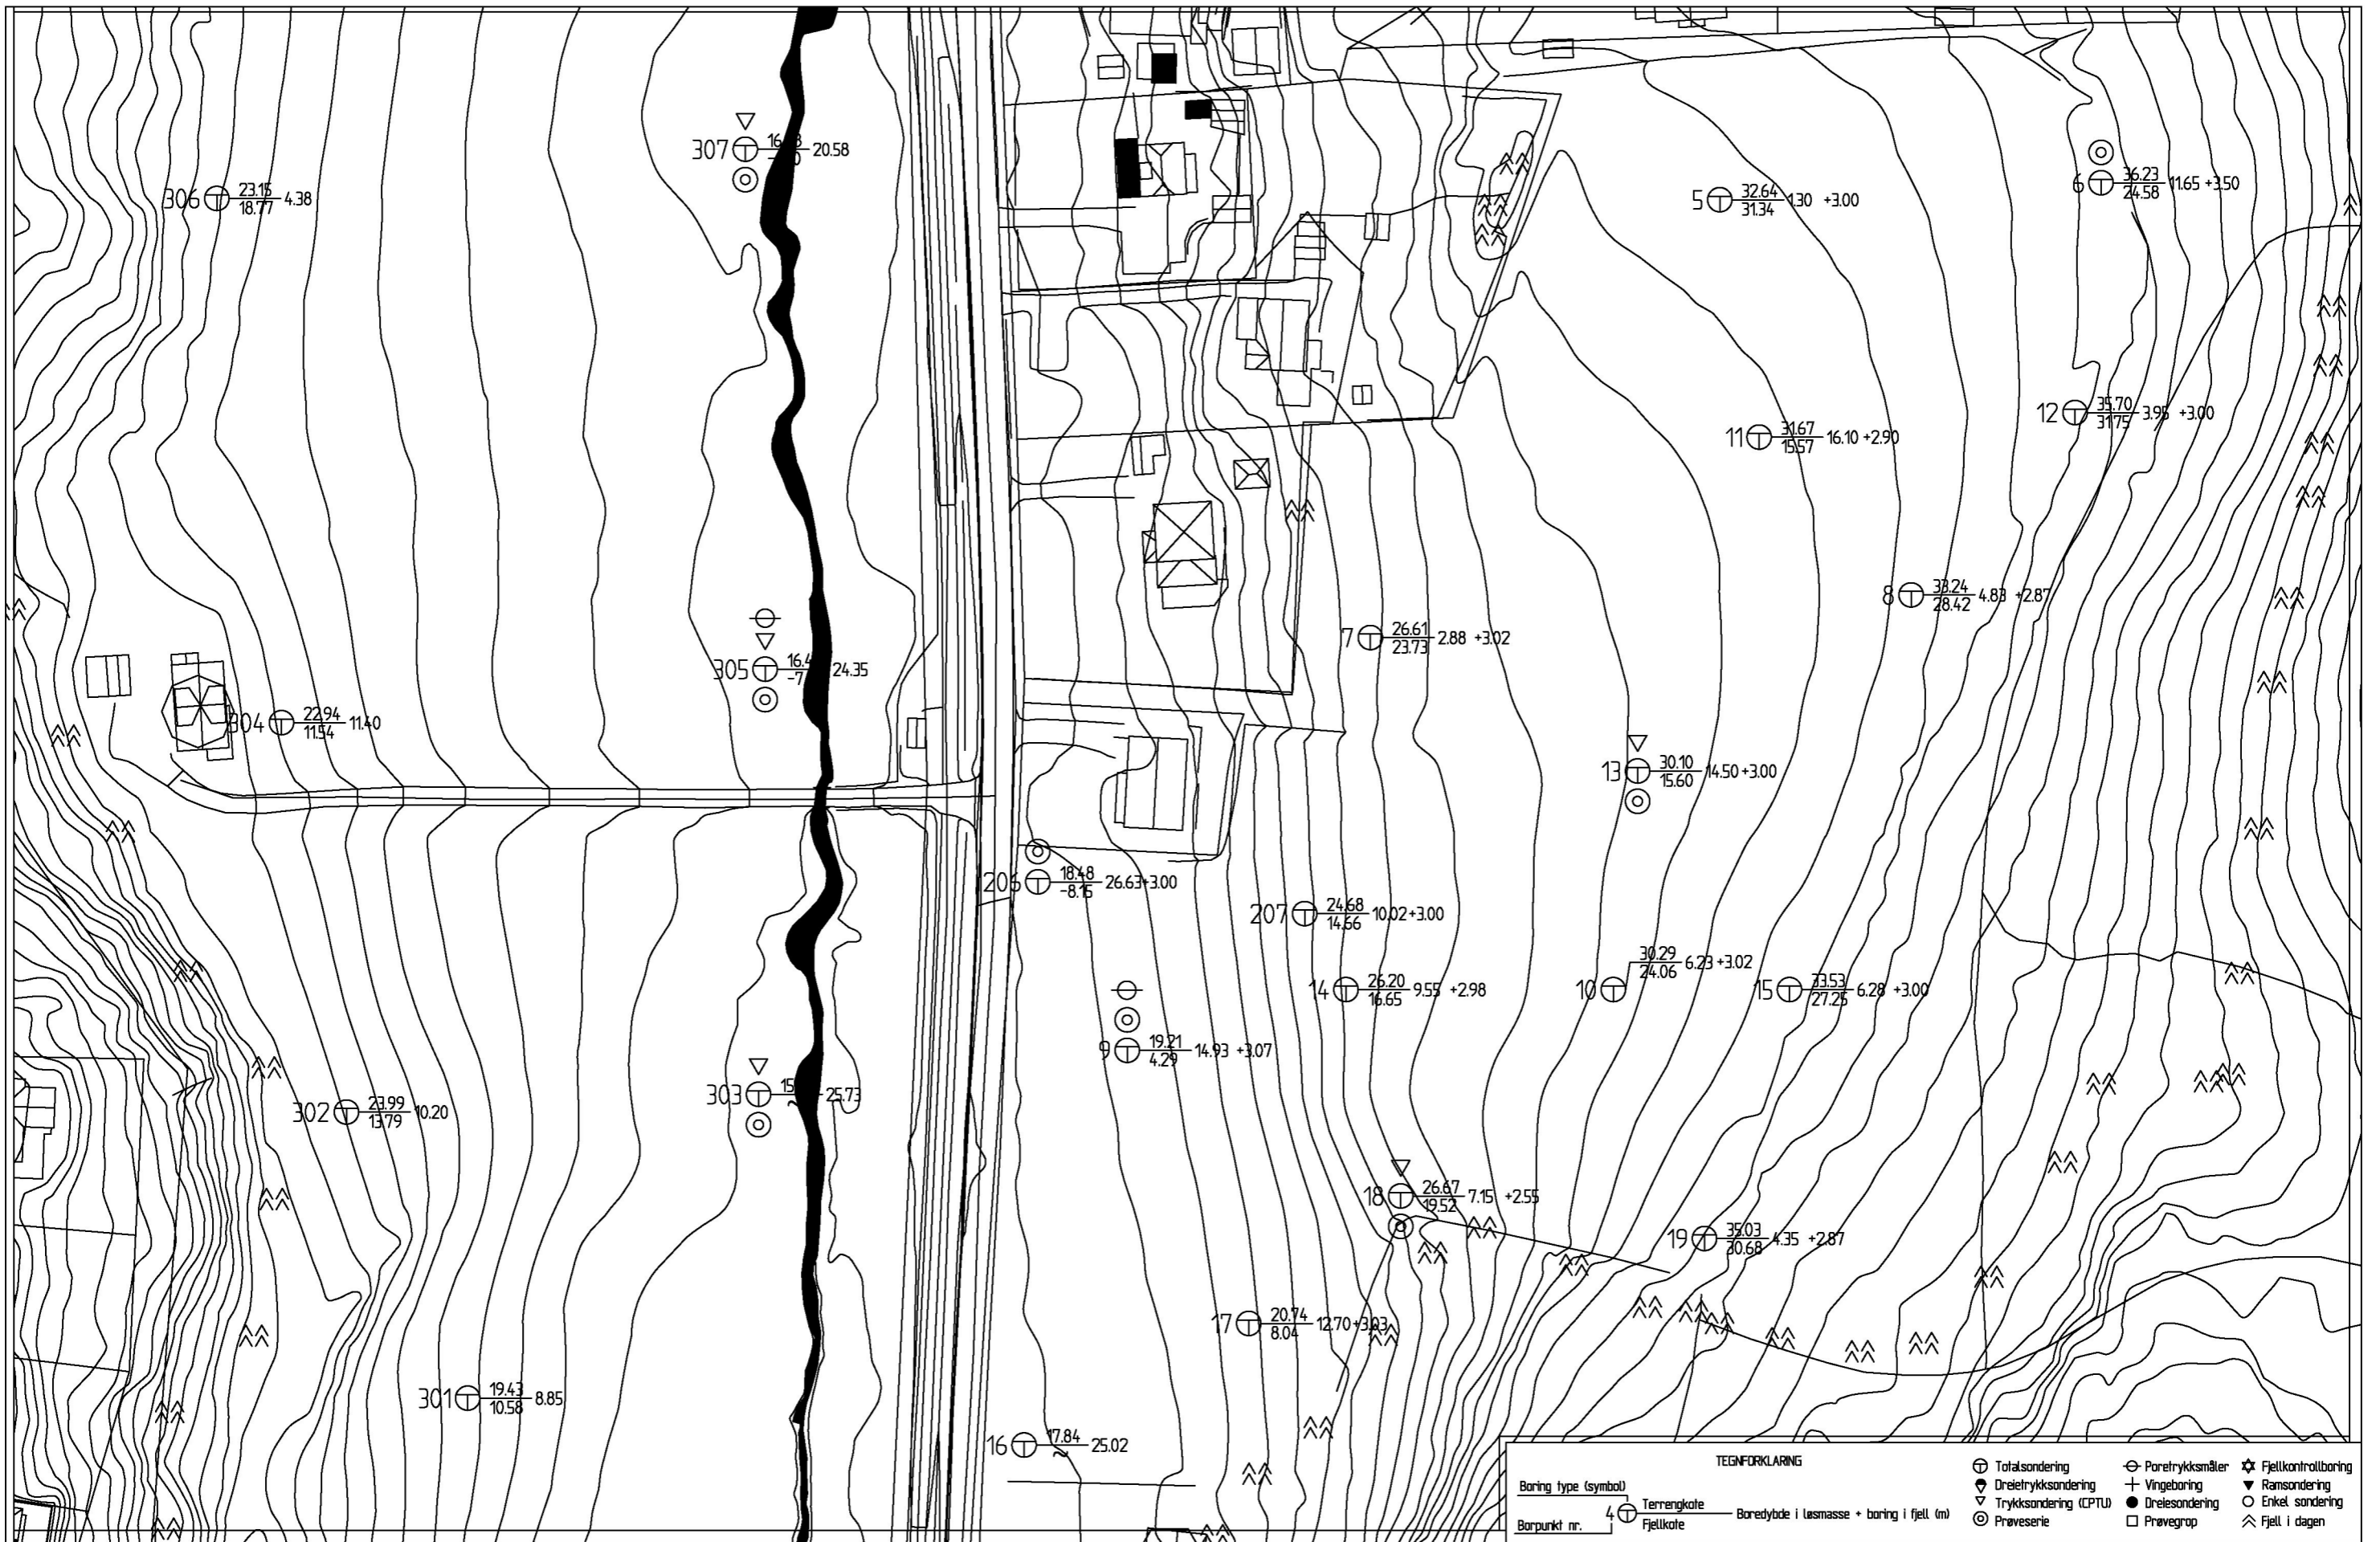 307 20.58
306 23.15 4.38
18.77
5 32.64 1.30 +3.00
31.34
6 36.23 11.65 +3.50
24.58
12 35.70 3.95 +3.00
31.75
11 31.67 16.10 +2.90
15.57
8 33.24 4.83 +2.87
28.42
7 26.61 2.88 +3.02
23.73
305 24.35
304 22.94 11.40
11.54
13 30.10 14.50 +3.00
15.60
206 18.48 26.63+3.00
-8.15
207 24.68 10.02+3.00
14.66
10 30.29 6.23 +3.02
24.06
14 26.20 9.55 +2.98
16.65
15 33.53 6.28 +3.00
27.25
9 19.21 14.93 +3.07
4.29
303 25.73
302 23.99 10.20
13.79
18 26.67 7.15 +2.55
19.52
19 35.03 4.35 +2.87
30.68
17 20.74 12.70+3.03
8.04
301 19.43 8.85
10.58
16 17.84 25.02
~
TEGNFORKLARING
Boring type (symbol)
Borpunkt nr. 4
Terrengkote
Fjellkote
Boredybde i løsmasse + boring i fjell (m)
Totalsondering
Dreietrykksondering
Trykksondering (CPTU)
Prøveserie
Poretrykksmåler
Vingeboring
Dreiesondering
Prøvegrop
Fjellkontrollboring
Ramsondering
Enkel sondering
Fjell i dagen